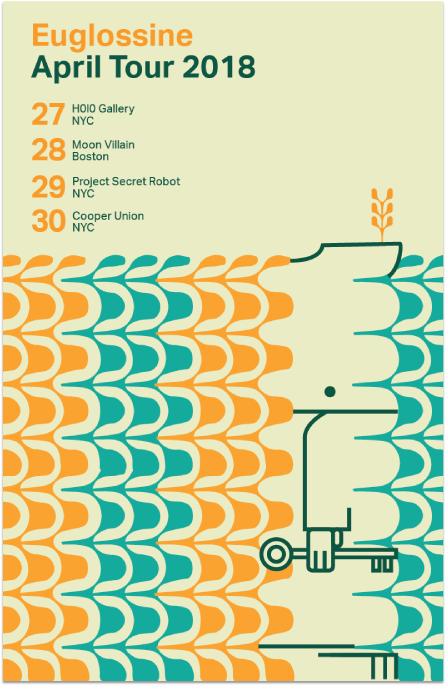 Euglossine
April Tour 2018
27 H0l0 Gallery
NYC
28 Moon Villain
Boston
29 Project Secret Robot
NYC
30 Cooper Union
NYC